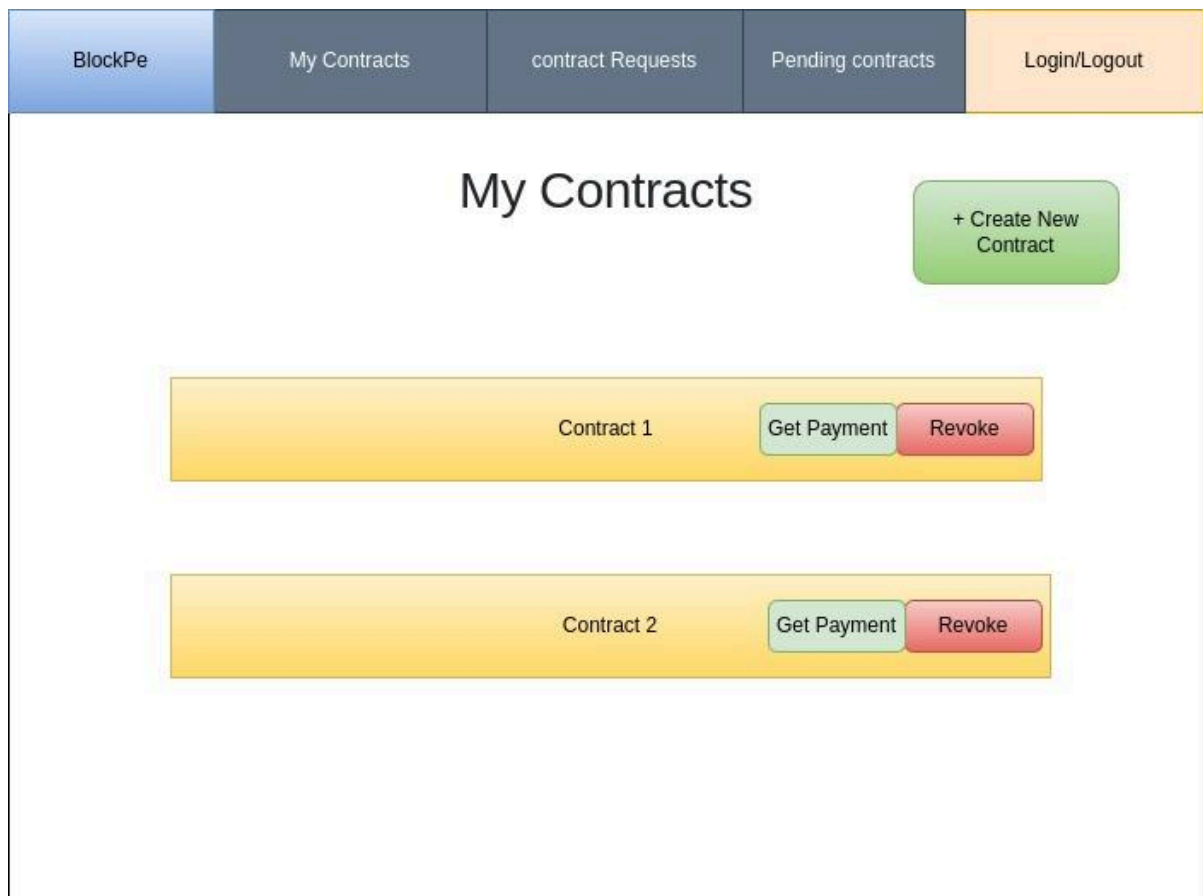 BlockPe
My Contracts
contract Requests
Pending contracts
Login/Logout
My Contracts
+ Create New
Contract
Contract 1
Get Payment
Revoke
Contract 2
Get Payment
Revoke